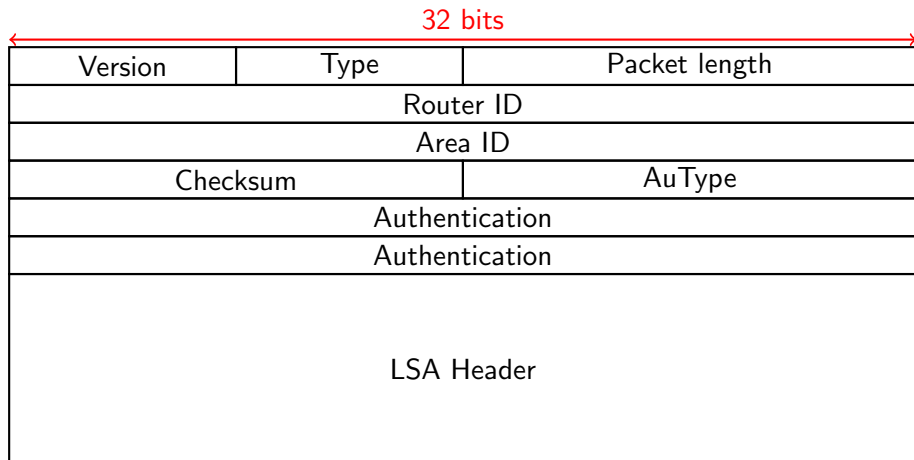 32 bits
Version Type Packet length
Router ID
Area ID
Checksum AuType
Authentication
Authentication
LSA Header